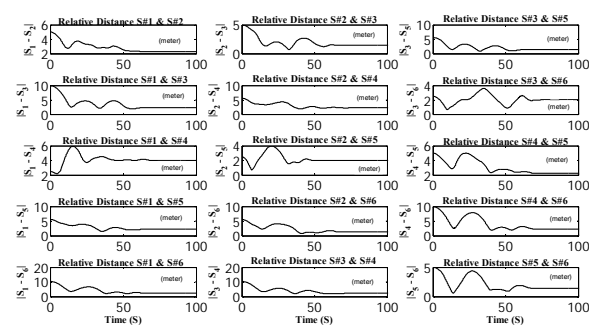 Relative Distance S#1 & S#2
Relative Distance S#2 & S#3
Relative Distance S#3 & S#5
|S1 - S2|
6
4
2
(meter)
0 50 100
|S2 - S3|
5
0
(meter)
0 50 100
|S3 - S5|
10
5
0
(meter)
0 50 100
Relative Distance S#1 & S#3
Relative Distance S#2 & S#4
Relative Distance S#3 & S#6
|S1 - S3|
10
5
0
(meter)
0 50 100
|S2 - S4|
10
5
0
(meter)
0 50 100
|S3 - S6|
4
2
0
(meter)
0 50 100
Relative Distance S#1 & S#4
Relative Distance S#2 & S#5
Relative Distance S#4 & S#5
|S1 - S4|
6
4
2
(meter)
0 50 100
|S2 - S5|
4
2
0
(meter)
0 50 100
|S4 - S5|
6
4
2
(meter)
0 50 100
Relative Distance S#1 & S#5
Relative Distance S#2 & S#6
Relative Distance S#4 & S#6
|S1 - S5|
10
5
0
(meter)
0 50 100
|S2 - S6|
10
5
0
(meter)
0 50 100
|S4 - S6|
10
5
0
(meter)
0 50 100
Relative Distance S#1 & S#6
Relative Distance S#3 & S#4
Relative Distance S#5 & S#6
|S1 - S6|
20
10
0
(meter)
0 50 100
|S3 - S4|
20
10
0
(meter)
0 50 100
|S5 - S6|
5
0
(meter)
0 50 100
Time (S)
Time (S)
Time (S)